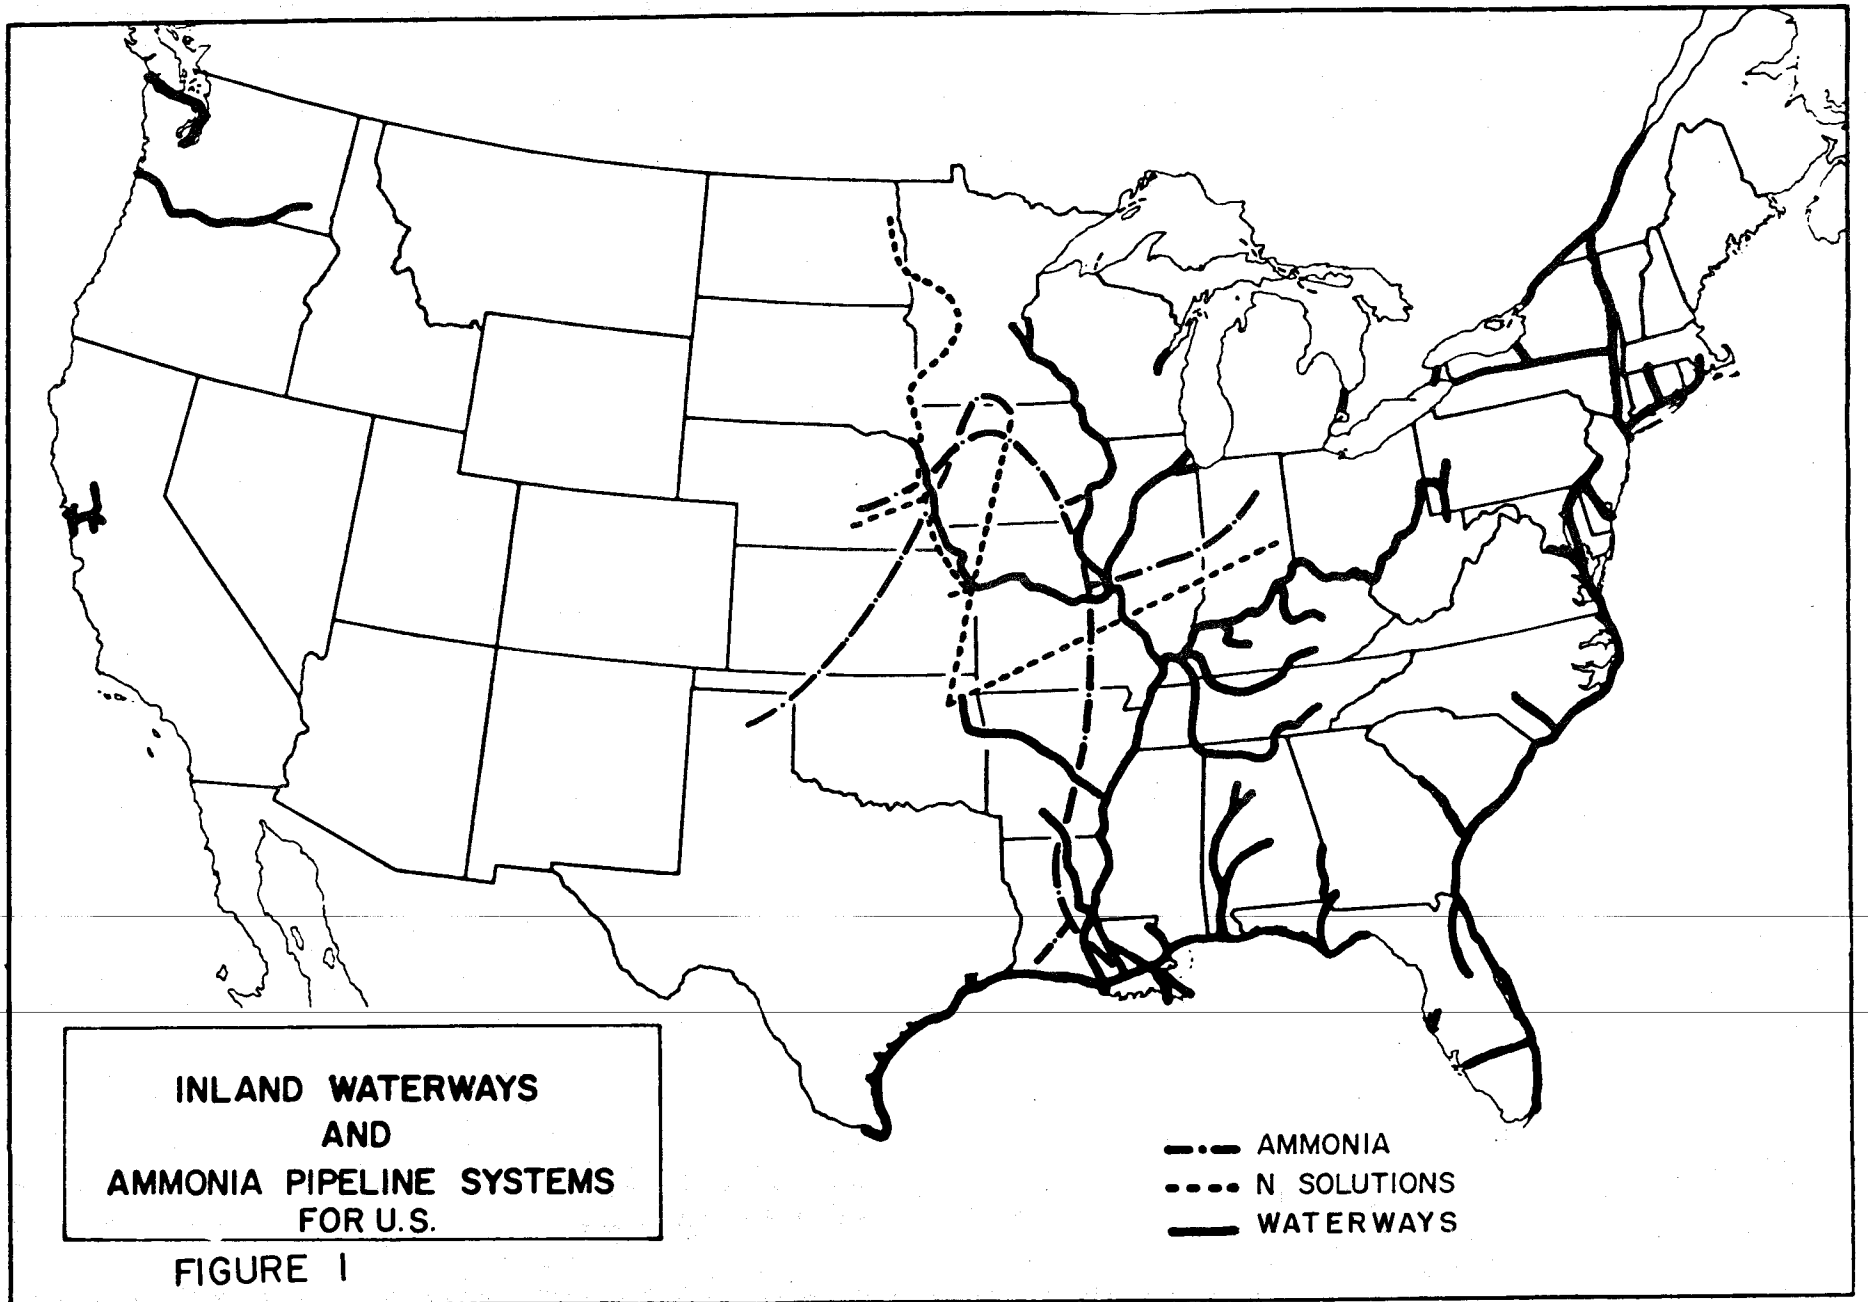 INLAND WATERWAYS
AND
AMMONIA PIPELINE SYSTEMS
FOR U.S.
FIGURE 1
AMMONIA
N SOLUTIONS
WATERWAYS